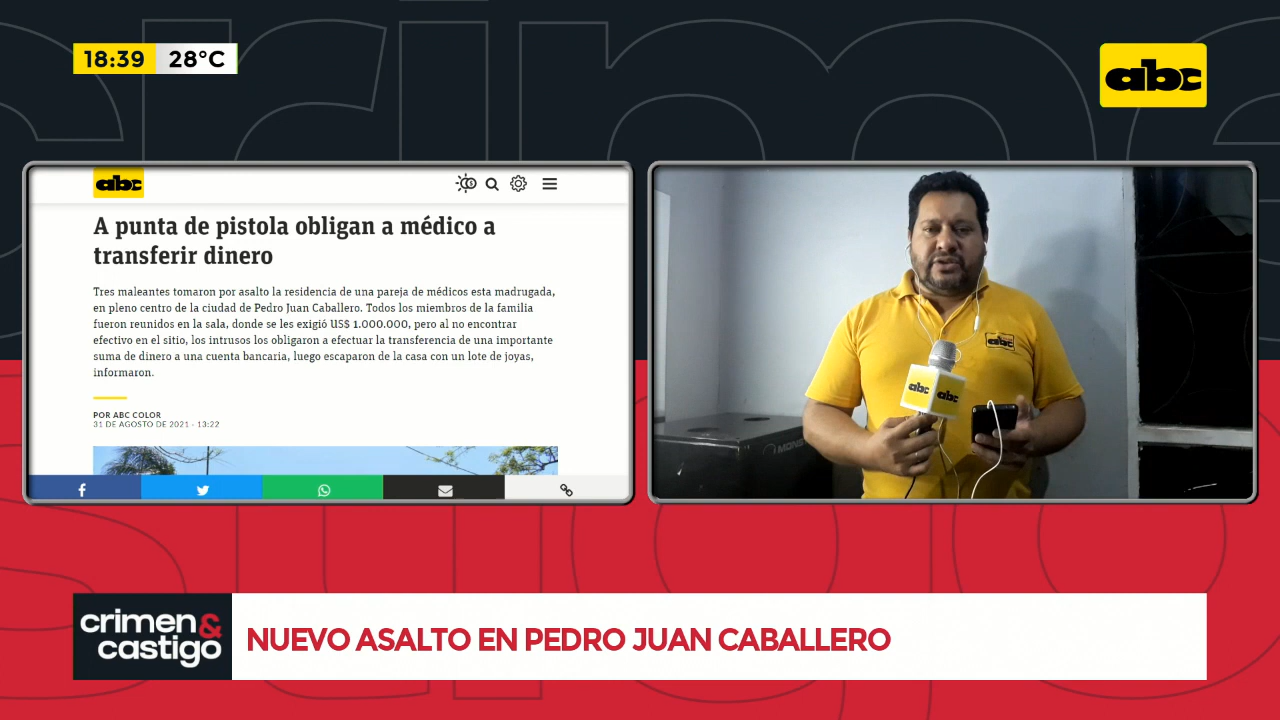 18:39 28°C
abc
abc
A punta de pistola obligan a médico a
transferir dinero
Tres maleantes tomaron por asalto la residencia de una pareja de médicos esta madrugada,
en pleno centro de la ciudad de Pedro Juan Caballero. Todos los miembros de la familia
fueron reunidos en la sala, donde se les exigió US$ 1.000.000, pero al no encontrar
efectivo en el sitio, los intrusos los obligaron a efectuar la transferencia de una importante
suma de dinero a una cuenta bancaria, luego escaparon de la casa con un lote de joyas,
informaron.
POR ABC COLOR
31 DE AGOSTO DE 2021 - 13:22
abc
abc abc
crimen&
castigo
NUEVO ASALTO EN PEDRO JUAN CABALLERO